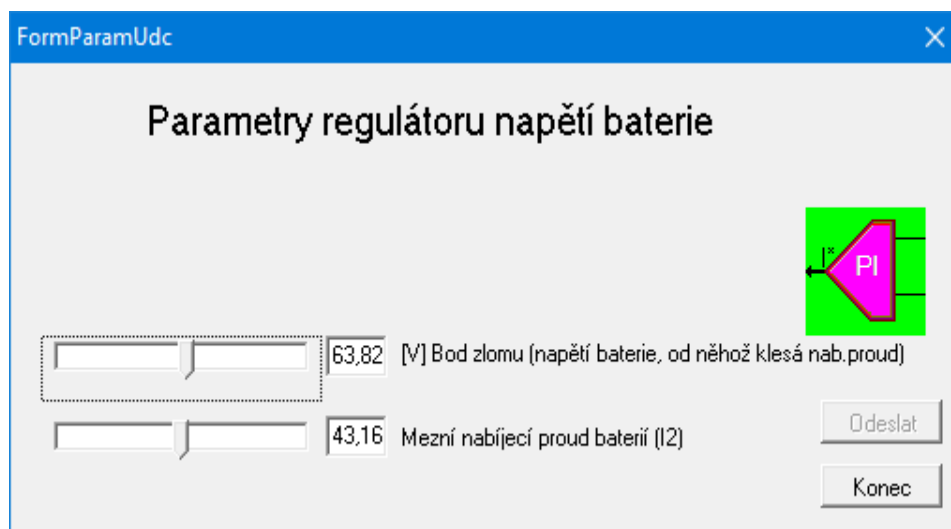 FormParamUdc
Parametry regulátoru napětí baterie
I*
PI
63,82 [V] Bod zlomu (napětí baterie, od něhož klesá nab.proud)
43,16 Mezní nabíjecí proud baterií (I2)
Odeslat
Konec